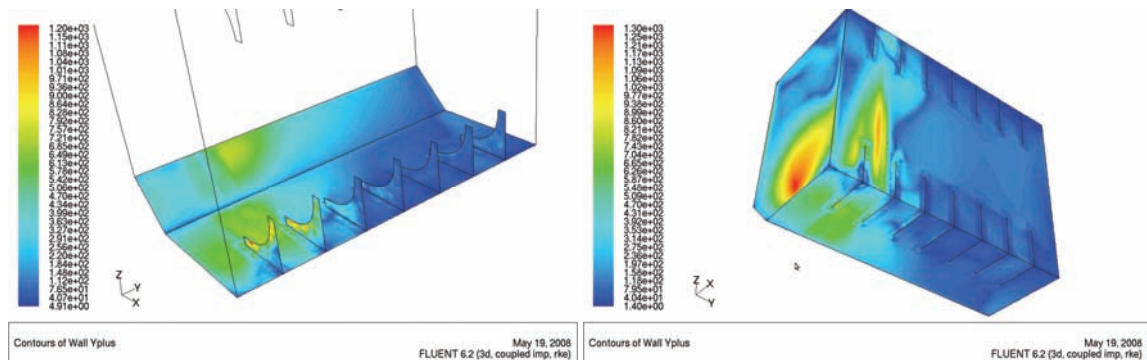 1.20e+03
1.15e+03
1.11e+03
1.08e+03
1.04e+03
1.01e+03
9.71e+02
9.36e+02
9.00e+02
8.64e+02
8.28e+02
7.92e+02
7.57e+02
7.21e+02
6.85e+02
6.49e+02
6.13e+02
5.78e+02
5.42e+02
5.06e+02
4.70e+02
4.34e+02
3.99e+02
3.63e+02
3.27e+02
2.91e+02
2.56e+02
2.20e+02
1.84e+02
1.48e+02
1.12e+02
7.65e+01
4.07e+01
4.91e+00
Z
Y
X
Contours of Wall Yplus
May 19, 2008
FLUENT 6.2 (3d, coupled imp, rke)
1.30e+03
1.25e+03
1.21e+03
1.17e+03
1.13e+03
1.09e+03
1.06e+03
1.02e+03
9.77e+02
9.38e+02
8.99e+02
8.60e+02
8.21e+02
7.82e+02
7.43e+02
7.04e+02
6.65e+02
6.26e+02
5.87e+02
5.48e+02
5.09e+02
4.70e+02
4.31e+02
3.92e+02
3.53e+02
3.14e+02
2.75e+02
2.36e+02
1.97e+02
1.58e+02
1.19e+02
7.95e+01
4.04e+01
1.40e+00
Z
X
Y
Contours of Wall Yplus
May 19, 2008
FLUENT 6.2 (3d, coupled imp, rke)